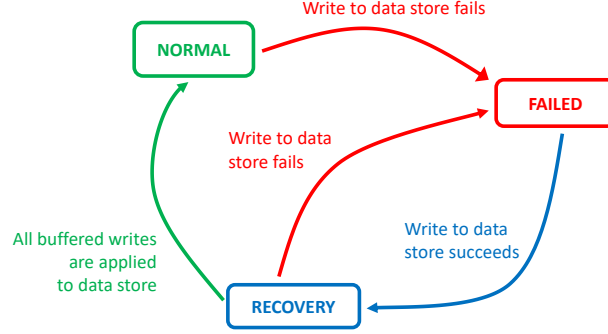 Write to data store fails
NORMAL
FAILED
Write to data
store fails
Write to data
store succeeds
All buffered writes
are applied
to data store
RECOVERY